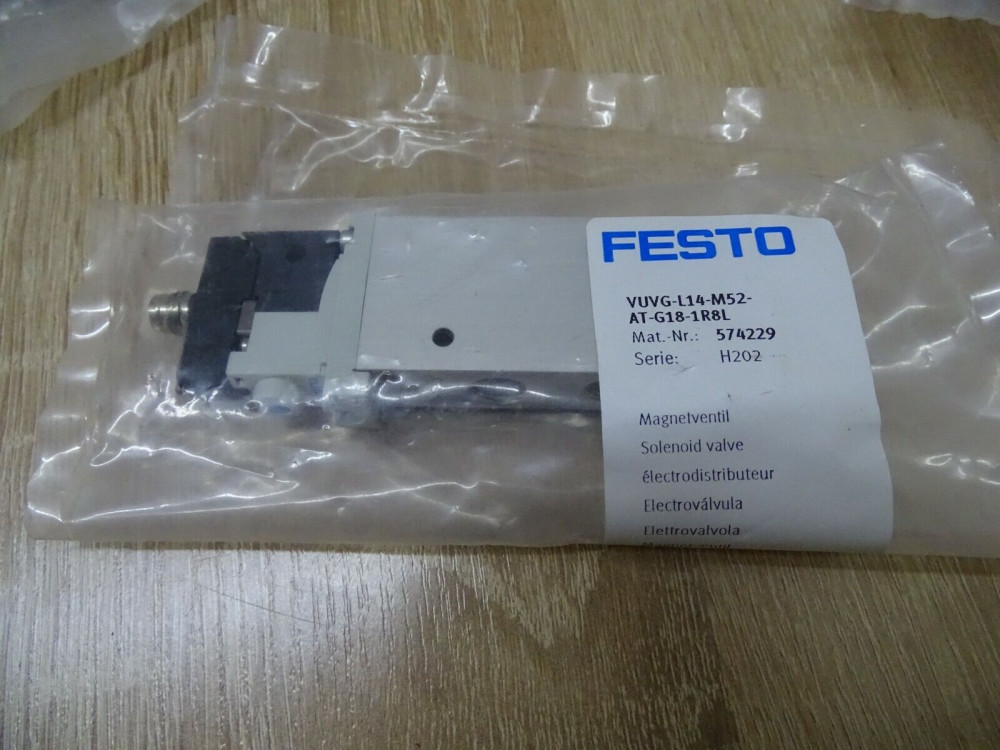 FESTO
VUVG-L14-M52-
AT-G18-1R8L
Mat.-Nr.: 574229
Serie: H202
Magnetventil
Solenoid valve
électrodistributeur
Electroválvula
Elettrovalvola